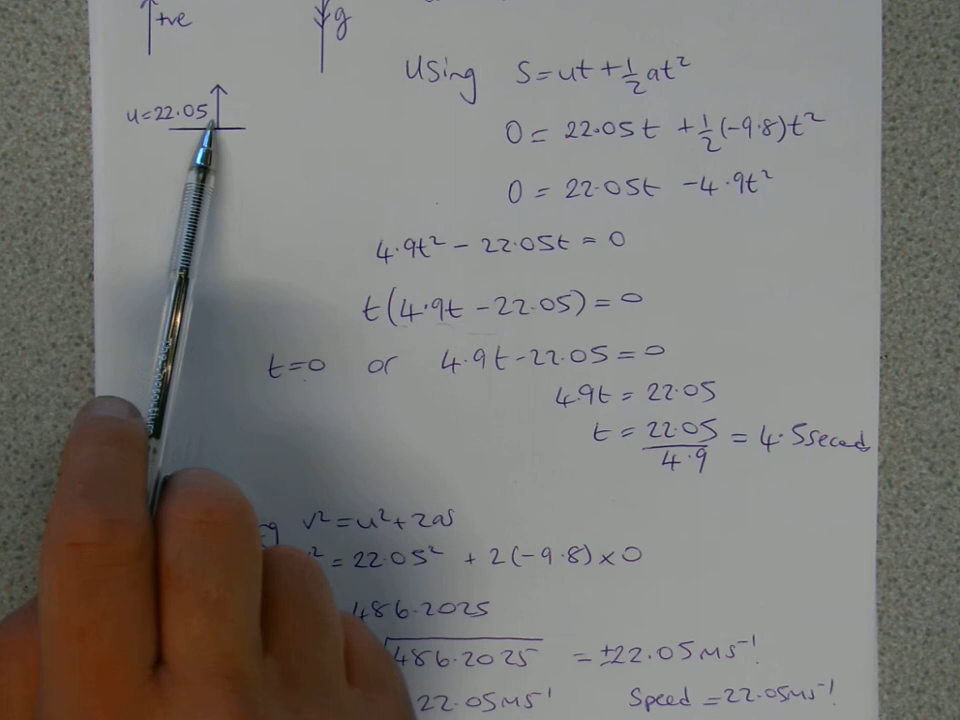 +ve
g
Using S=ut+½at²
u=22.05
0 = 22.05t +½(-9.8)t²
0 = 22.05t -4.9t²
4.9t² - 22.05t = 0
t(4.9t - 22.05) = 0
t=0 or 4.9t-22.05=0
4.9t = 22.05
t = 22.05/4.9 = 4.5second
v²=u²+2as
² = 22.05² + 2(-9.8)×0
486.2025
√486.2025 = ±22.05ms⁻¹
22.05ms⁻¹ Speed = 22.05ms⁻¹